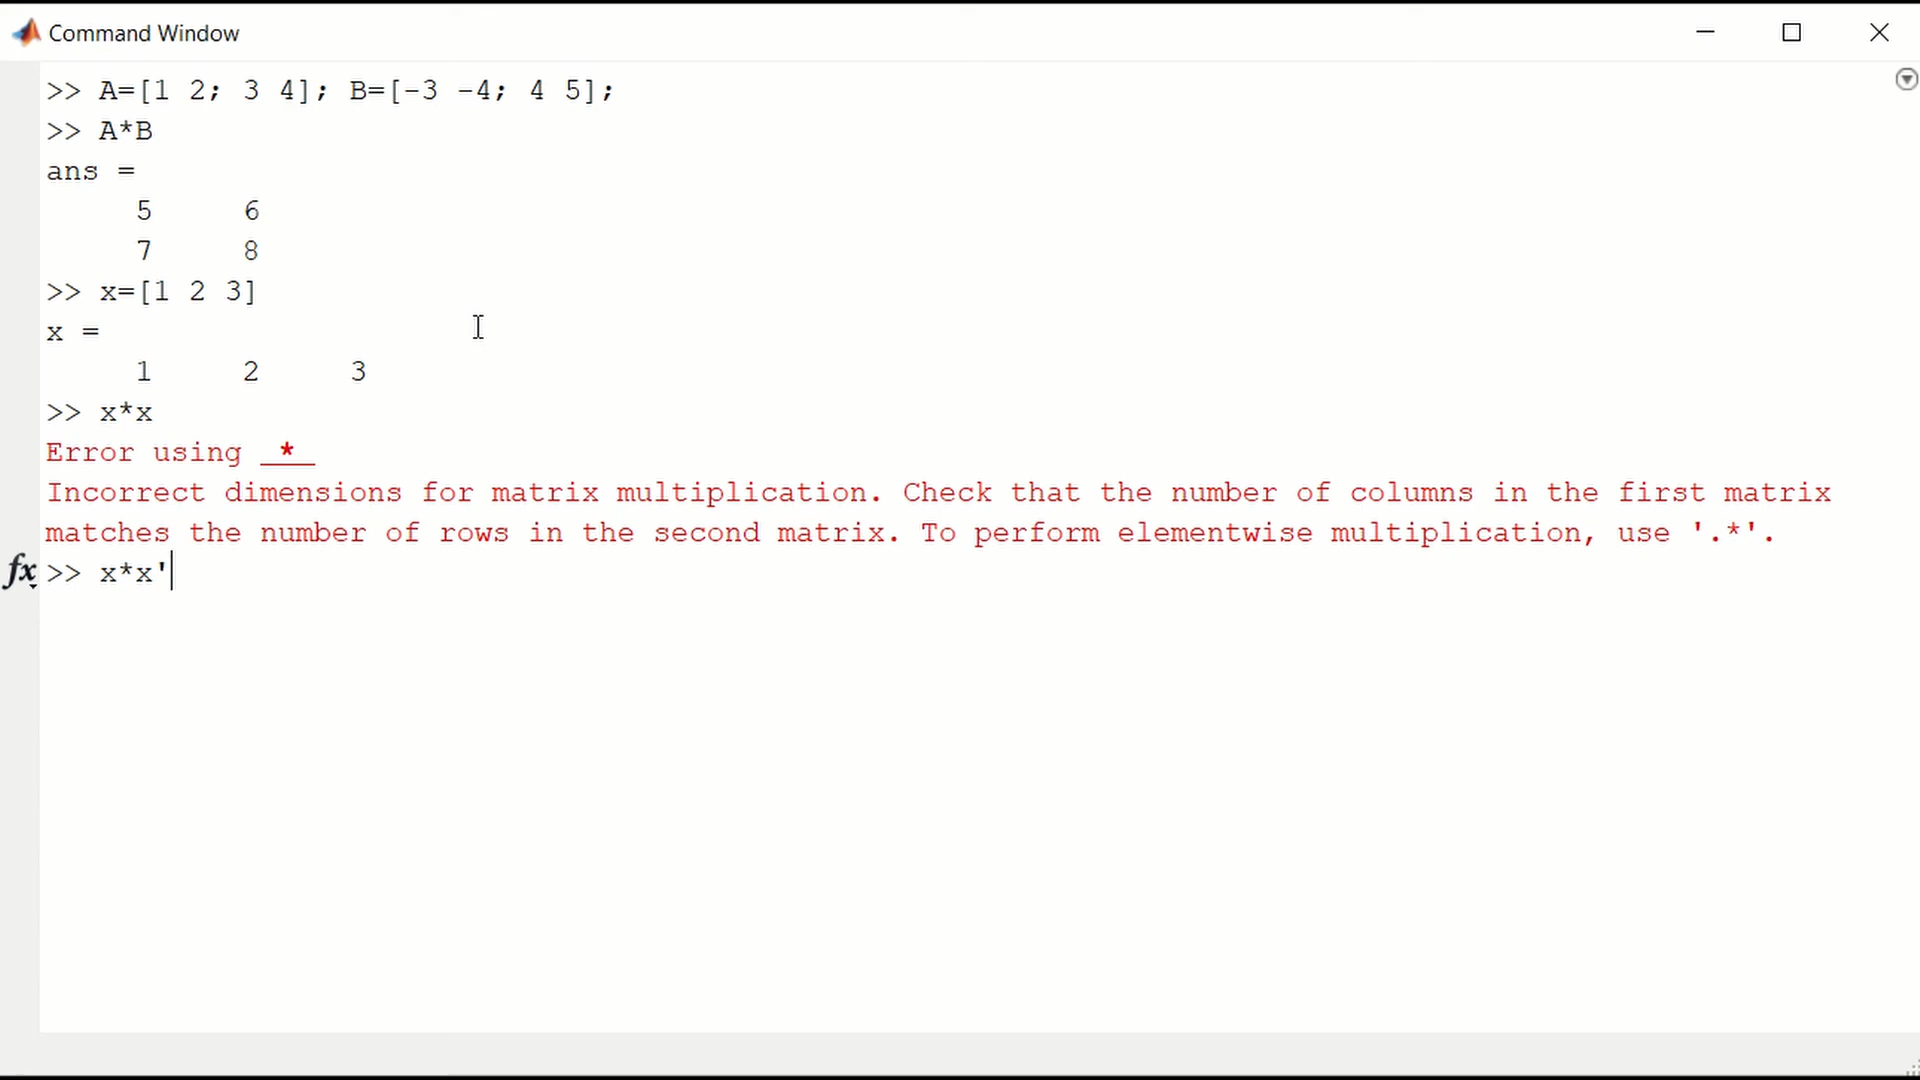 Command Window
>> A=[1 2; 3 4]; B=[-3 -4; 4 5];
>> A*B
ans =
5 6
7 8
>> x=[1 2 3]
x =
1 2 3
>> x*x
Error using *
Incorrect dimensions for matrix multiplication. Check that the number of columns in the first matrix
matches the number of rows in the second matrix. To perform elementwise multiplication, use '.*'.
fx >> x*x'